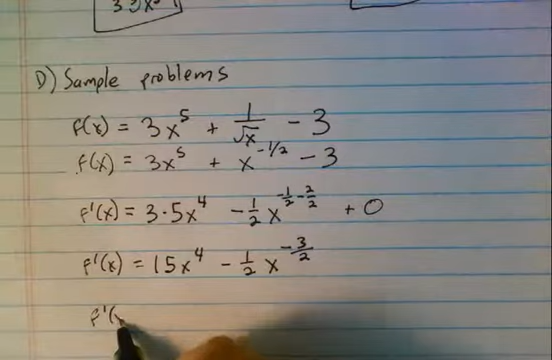 D) Sample problems
f(x) = 3x^5 + 1/√x - 3
f(x) = 3x^5 + x^(-1/2) - 3
f'(x) = 3·5x^4 - 1/2 x^(-1/2 - 2/2) + 0
f'(x) = 15x^4 - 1/2 x^(-3/2)
f'(x